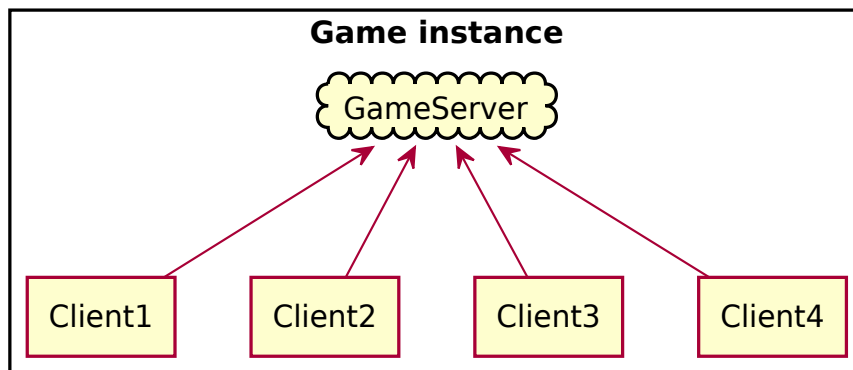 Game instance
GameServer
Client1
Client2
Client3
Client4